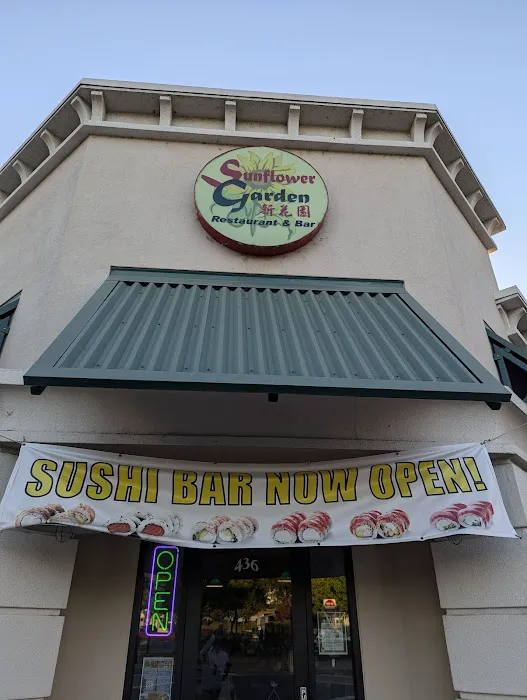 Sunflower
Garden
新花園
Restaurant & Bar
SUSHI BAR NOW OPEN!
436
OPEN